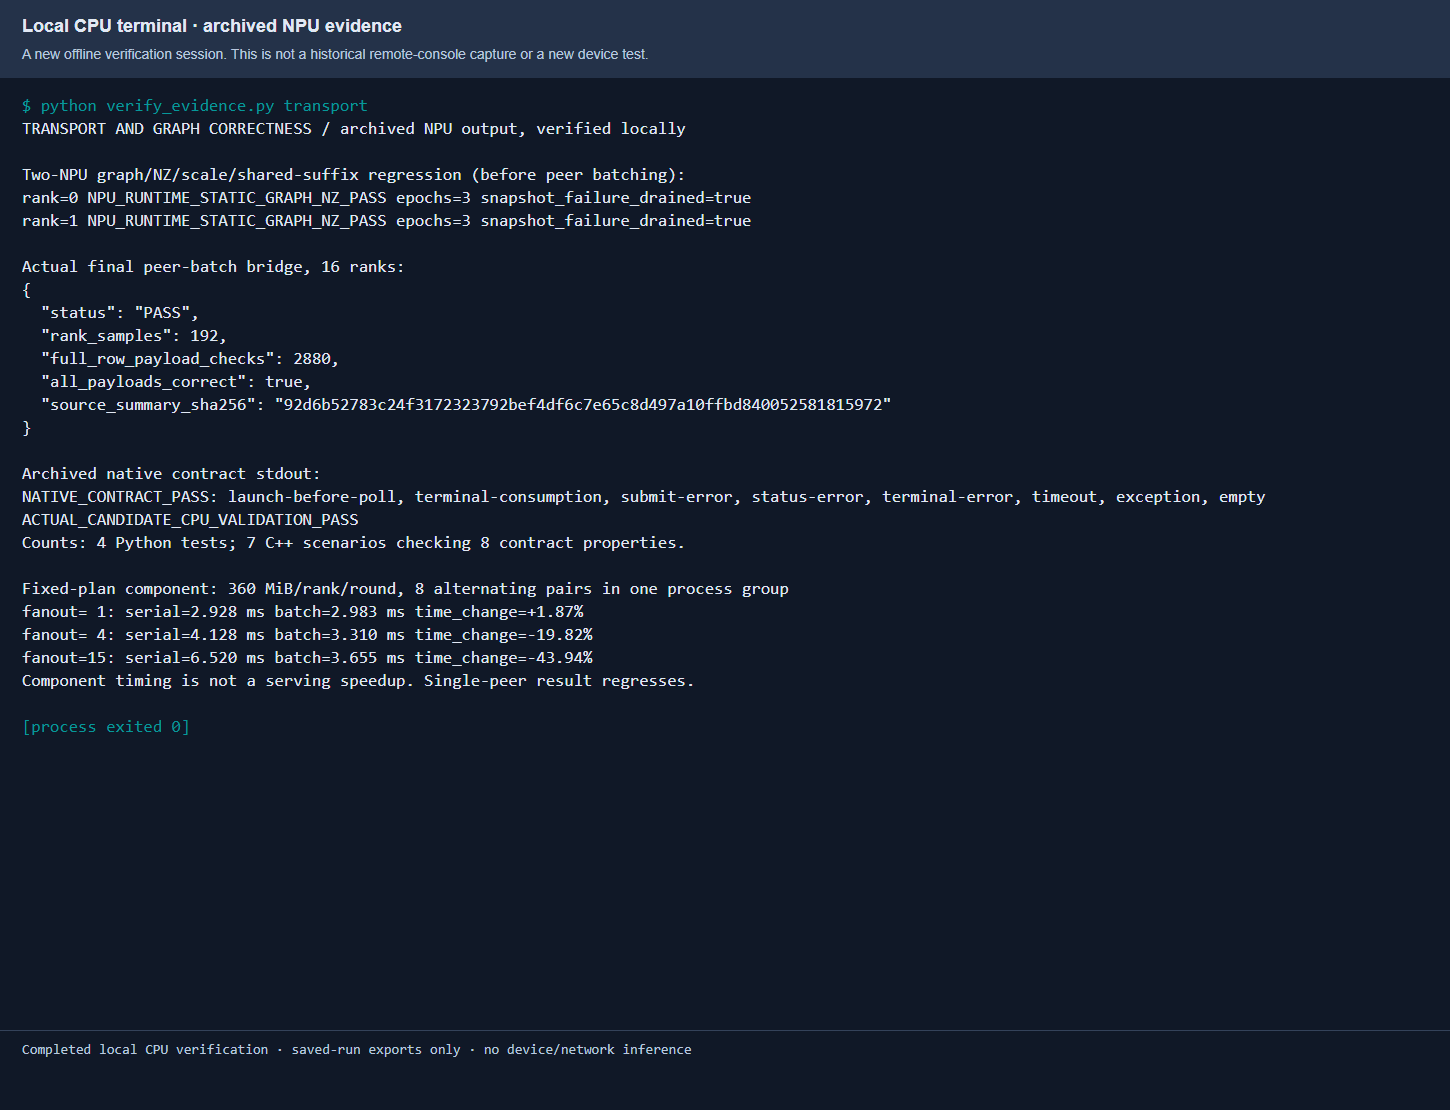 Local CPU terminal · archived NPU evidence
A new offline verification session. This is not a historical remote-console capture or a new device test.
$ python verify_evidence.py transport
TRANSPORT AND GRAPH CORRECTNESS / archived NPU output, verified locally
Two-NPU graph/NZ/scale/shared-suffix regression (before peer batching):
rank=0 NPU_RUNTIME_STATIC_GRAPH_NZ_PASS epochs=3 snapshot_failure_drained=true
rank=1 NPU_RUNTIME_STATIC_GRAPH_NZ_PASS epochs=3 snapshot_failure_drained=true
Actual final peer-batch bridge, 16 ranks:
{
  "status": "PASS",
  "rank_samples": 192,
  "full_row_payload_checks": 2880,
  "all_payloads_correct": true,
  "source_summary_sha256": "92d6b52783c24f3172323792bef4df6c7e65c8d497a10ffbd840052581815972"
}
Archived native contract stdout:
NATIVE_CONTRACT_PASS: launch-before-poll, terminal-consumption, submit-error, status-error, terminal-error, timeout, exception, empty
ACTUAL_CANDIDATE_CPU_VALIDATION_PASS
Counts: 4 Python tests; 7 C++ scenarios checking 8 contract properties.
Fixed-plan component: 360 MiB/rank/round, 8 alternating pairs in one process group
fanout= 1: serial=2.928 ms batch=2.983 ms time_change=+1.87%
fanout= 4: serial=4.128 ms batch=3.310 ms time_change=-19.82%
fanout=15: serial=6.520 ms batch=3.655 ms time_change=-43.94%
Component timing is not a serving speedup. Single-peer result regresses.
[process exited 0]
Completed local CPU verification · saved-run exports only · no device/network inference